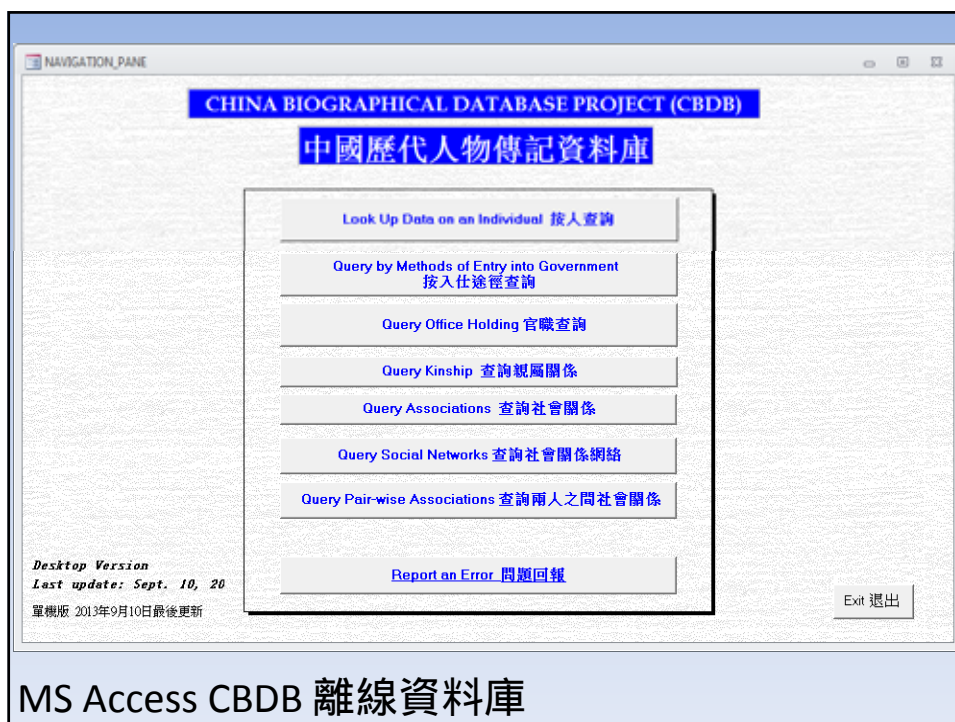 NAVIGATION_PANE
CHINA BIOGRAPHICAL DATABASE PROJECT (CBDB)
中國歷代人物傳記資料庫
Look Up Data on an Individual 按人查詢
Query by Methods of Entry into Government
按入仕途徑查詢
Query Office Holding 官職查詢
Query Kinship 查詢親屬關係
Query Associations 查詢社會關係
Query Social Networks 查詢社會關係網絡
Query Pair-wise Associations 查詢兩人之間社會關係
Report an Error 問題回報
Desktop Version
Last update: Sept. 10, 20
單機版 2013年9月10日最後更新
Exit 退出
MS Access CBDB 離線資料庫